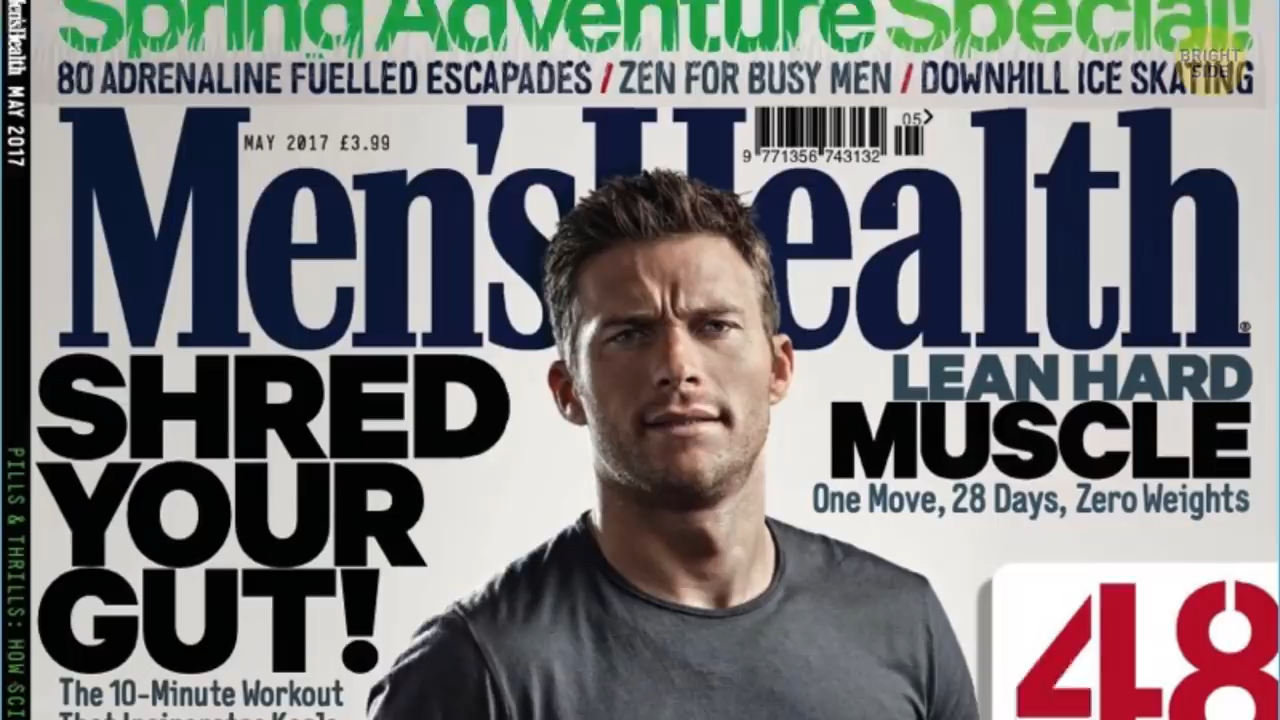 Spring Adventure Special!
80 ADRENALINE FUELLED ESCAPADES / ZEN FOR BUSY MEN / DOWNHILL ICE SKATING
BRIGHT
SIDE
Men's Health MAY 2017
MAY 2017 £3.99
05>
9 771356 743132
Men'sHealth®
SHRED
YOUR
GUT!
The 10-Minute Workout
LEAN HARD
MUSCLE
One Move, 28 Days, Zero Weights
48
PILLS & THRILLS: HOW SCI